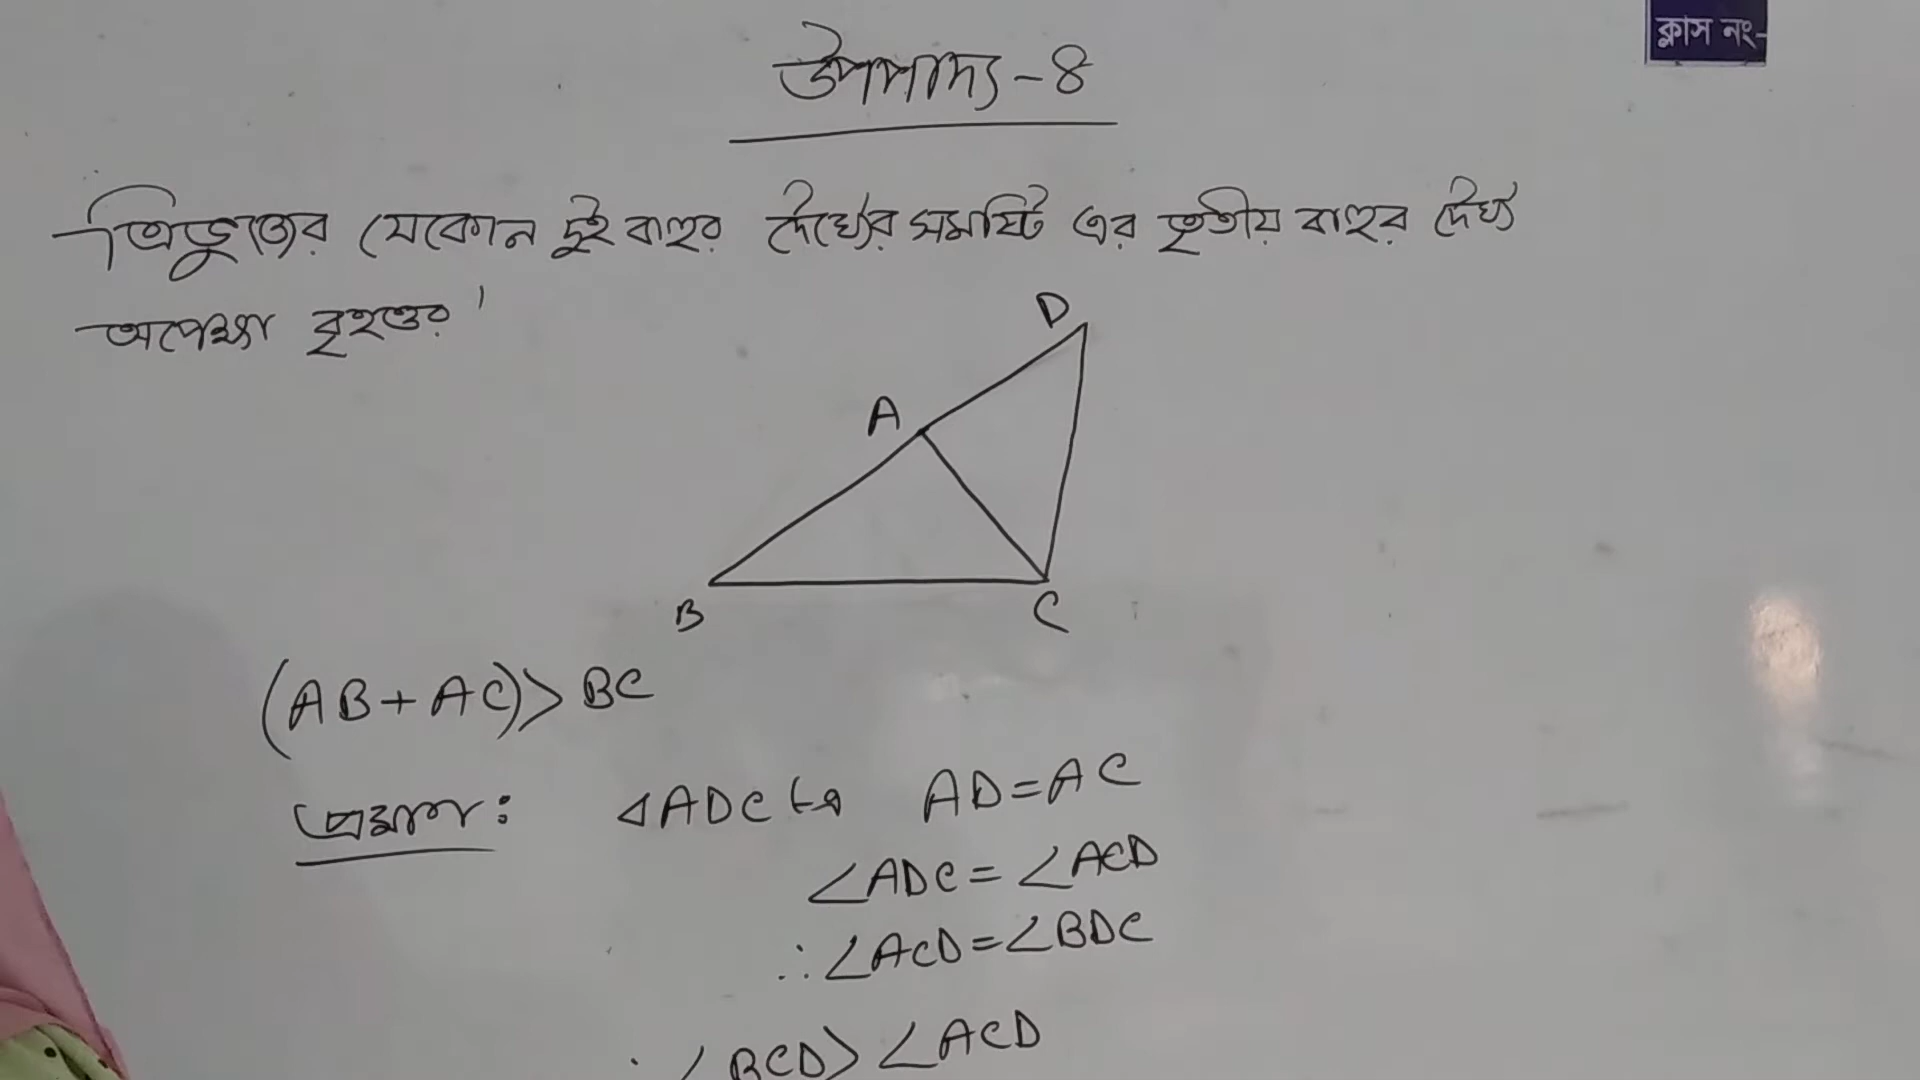 ক্লাস নং-
উপপাদ্য-৪
ত্রিভুজের যেকোন দুই বাহুর দৈর্ঘ্যের সমষ্টি এর তৃতীয় বাহুর দৈর্ঘ্য
অপেক্ষা বৃহত্তর।
D
A
B
C
(AB+AC)> BC
প্রমাণ: ⊲ADC এ AD=AC
∠ADC=∠ACD
∴∠ACD=∠BDC
∴∠BCD>∠ACD